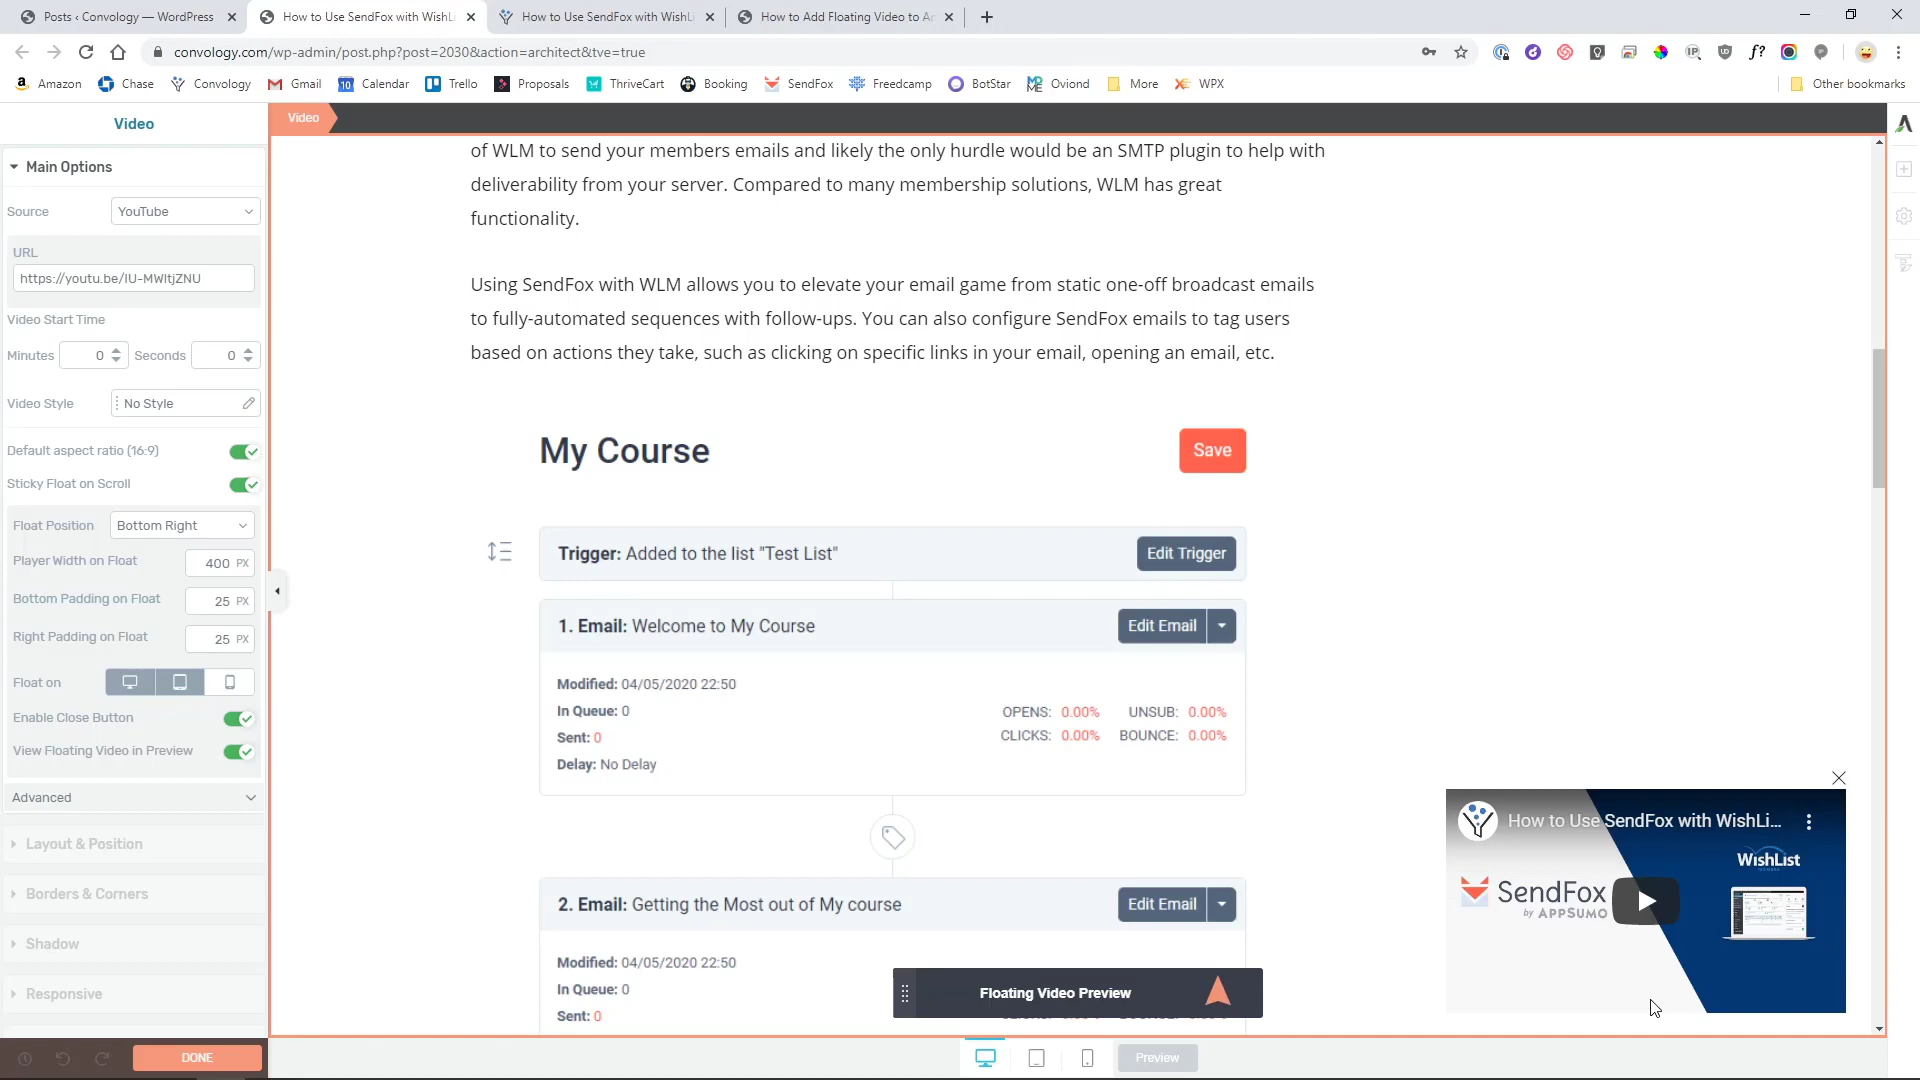 Posts ‹ Convology — WordPress
How to Use SendFox with WishLi
How to Use SendFox with WishLi
How to Add Floating Video to Ar
convology.com/wp-admin/post.php?post=2030&action=architect&tve=true
Amazon
Chase
Convology
Gmail
Calendar
Trello
Proposals
ThriveCart
Booking
SendFox
Freedcamp
BotStar
Oviond
More
WPX
Other bookmarks
Video
Video
Main Options
Source
YouTube
URL
https://youtu.be/IU-MWltjZNU
Video Start Time
Minutes
0
Seconds
0
Video Style
No Style
Default aspect ratio (16:9)
Sticky Float on Scroll
Float Position
Bottom Right
Player Width on Float
400 PX
Bottom Padding on Float
25 PX
Right Padding on Float
25 PX
Float on
Enable Close Button
View Floating Video in Preview
Advanced
Layout & Position
Borders & Corners
Shadow
Responsive
DONE
of WLM to send your members emails and likely the only hurdle would be an SMTP plugin to help with
deliverability from your server. Compared to many membership solutions, WLM has great
functionality.
Using SendFox with WLM allows you to elevate your email game from static one-off broadcast emails
to fully-automated sequences with follow-ups. You can also configure SendFox emails to tag users
based on actions they take, such as clicking on specific links in your email, opening an email, etc.
My Course
Save
Trigger: Added to the list "Test List"
Edit Trigger
1. Email: Welcome to My Course
Edit Email
Modified: 04/05/2020 22:50
In Queue: 0
Sent: 0
Delay: No Delay
OPENS: 0.00% UNSUB: 0.00%
CLICKS: 0.00% BOUNCE: 0.00%
2. Email: Getting the Most out of My course
Edit Email
Modified: 04/05/2020 22:50
In Queue: 0
Sent: 0
Floating Video Preview
How to Use SendFox with WishLi...
WishList
SendFox
by APPSUMO
Preview